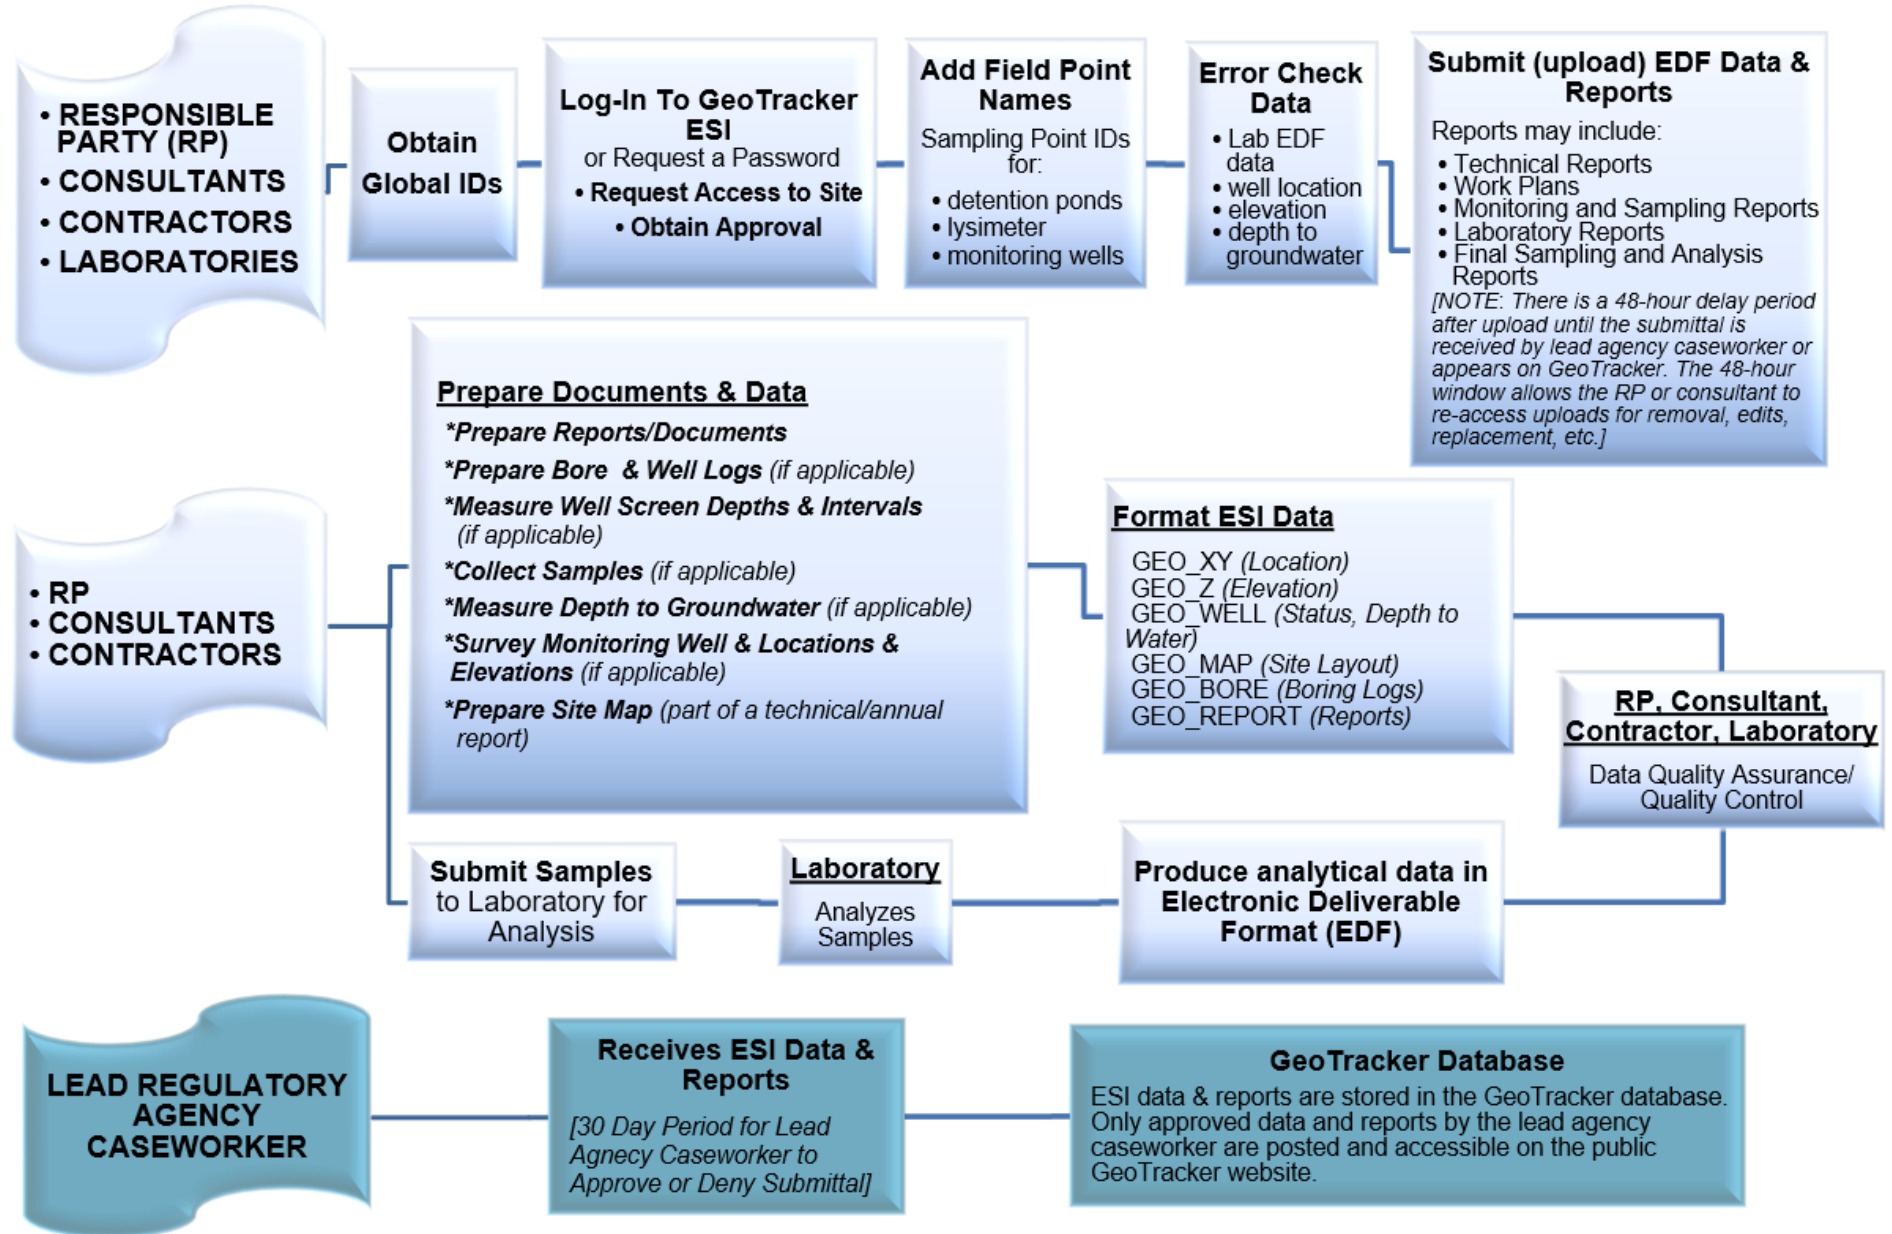 • RESPONSIBLE
PARTY (RP)
• CONSULTANTS
• CONTRACTORS
• LABORATORIES
Obtain
Global IDs
Log-In To GeoTracker
ESI
or Request a Password
• Request Access to Site
• Obtain Approval
Add Field Point
Names
Sampling Point IDs
for:
• detention ponds
• lysimeter
• monitoring wells
Error Check
Data
• Lab EDF
data
• well location
• elevation
• depth to
groundwater
Submit (upload) EDF Data &
Reports
Reports may include:
• Technical Reports
• Work Plans
• Monitoring and Sampling Reports
• Laboratory Reports
• Final Sampling and Analysis
Reports
[NOTE: There is a 48-hour delay period
after upload until the submittal is
received by lead agency caseworker or
appears on GeoTracker. The 48-hour
window allows the RP or consultant to
re-access uploads for removal, edits,
replacement, etc.]
• RP
• CONSULTANTS
• CONTRACTORS
Prepare Documents & Data
*Prepare Reports/Documents
*Prepare Bore & Well Logs (if applicable)
*Measure Well Screen Depths & Intervals
(if applicable)
*Collect Samples (if applicable)
*Measure Depth to Groundwater (if applicable)
*Survey Monitoring Well & Locations &
Elevations (if applicable)
*Prepare Site Map (part of a technical/annual
report)
Format ESI Data
GEO_XY (Location)
GEO_Z (Elevation)
GEO_WELL (Status, Depth to
Water)
GEO_MAP (Site Layout)
GEO_BORE (Boring Logs)
GEO_REPORT (Reports)
RP, Consultant,
Contractor, Laboratory
Data Quality Assurance/
Quality Control
Submit Samples
to Laboratory for
Analysis
Laboratory
Analyzes
Samples
Produce analytical data in
Electronic Deliverable
Format (EDF)
LEAD REGULATORY
AGENCY
CASEWORKER
Receives ESI Data &
Reports
[30 Day Period for Lead
Agnecy Caseworker to
Approve or Deny Submittal]
GeoTracker Database
ESI data & reports are stored in the GeoTracker database.
Only approved data and reports by the lead agency
caseworker are posted and accessible on the public
GeoTracker website.